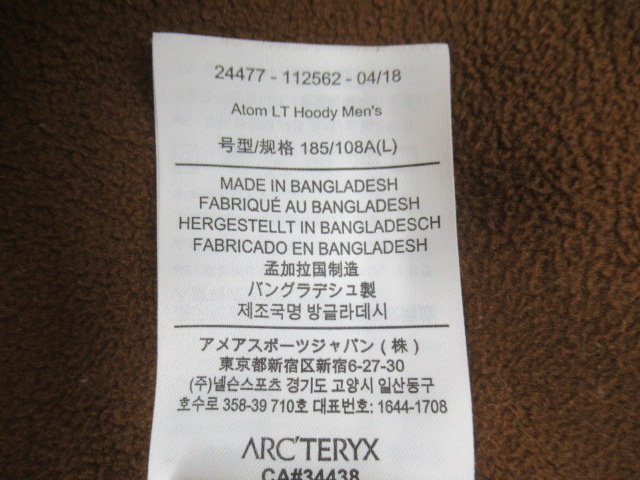 24477 - 112562 - 04/18
Atom LT Hoody Men's
号型/规格 185/108A(L)
MADE IN BANGLADESH
FABRIQUÉ AU BANGLADESH
HERGESTELLT IN BANGLADESCH
FABRICADO EN BANGLADESH
孟加拉国制造
バングラデシュ製
제조국명 방글라데시
アメアスポーツジャパン（株）
東京都新宿区新宿6-27-30
(주)넬슨스포츠 경기도 고양시 일산동구
호수로 358-39 710호 대표번호: 1644-1708
ARC'TERYX
CA#34438